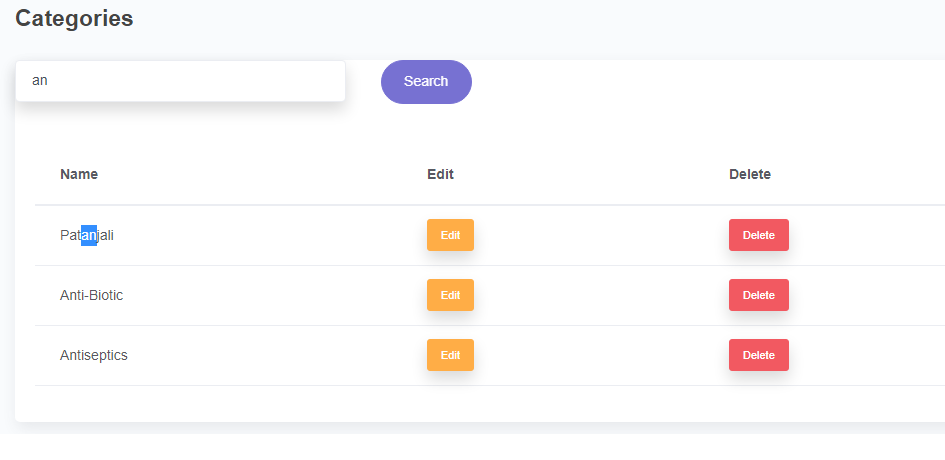 Categories
an Search
Name Edit Delete
Patanjali Edit Delete
Anti-Biotic Edit Delete
Antiseptics Edit Delete